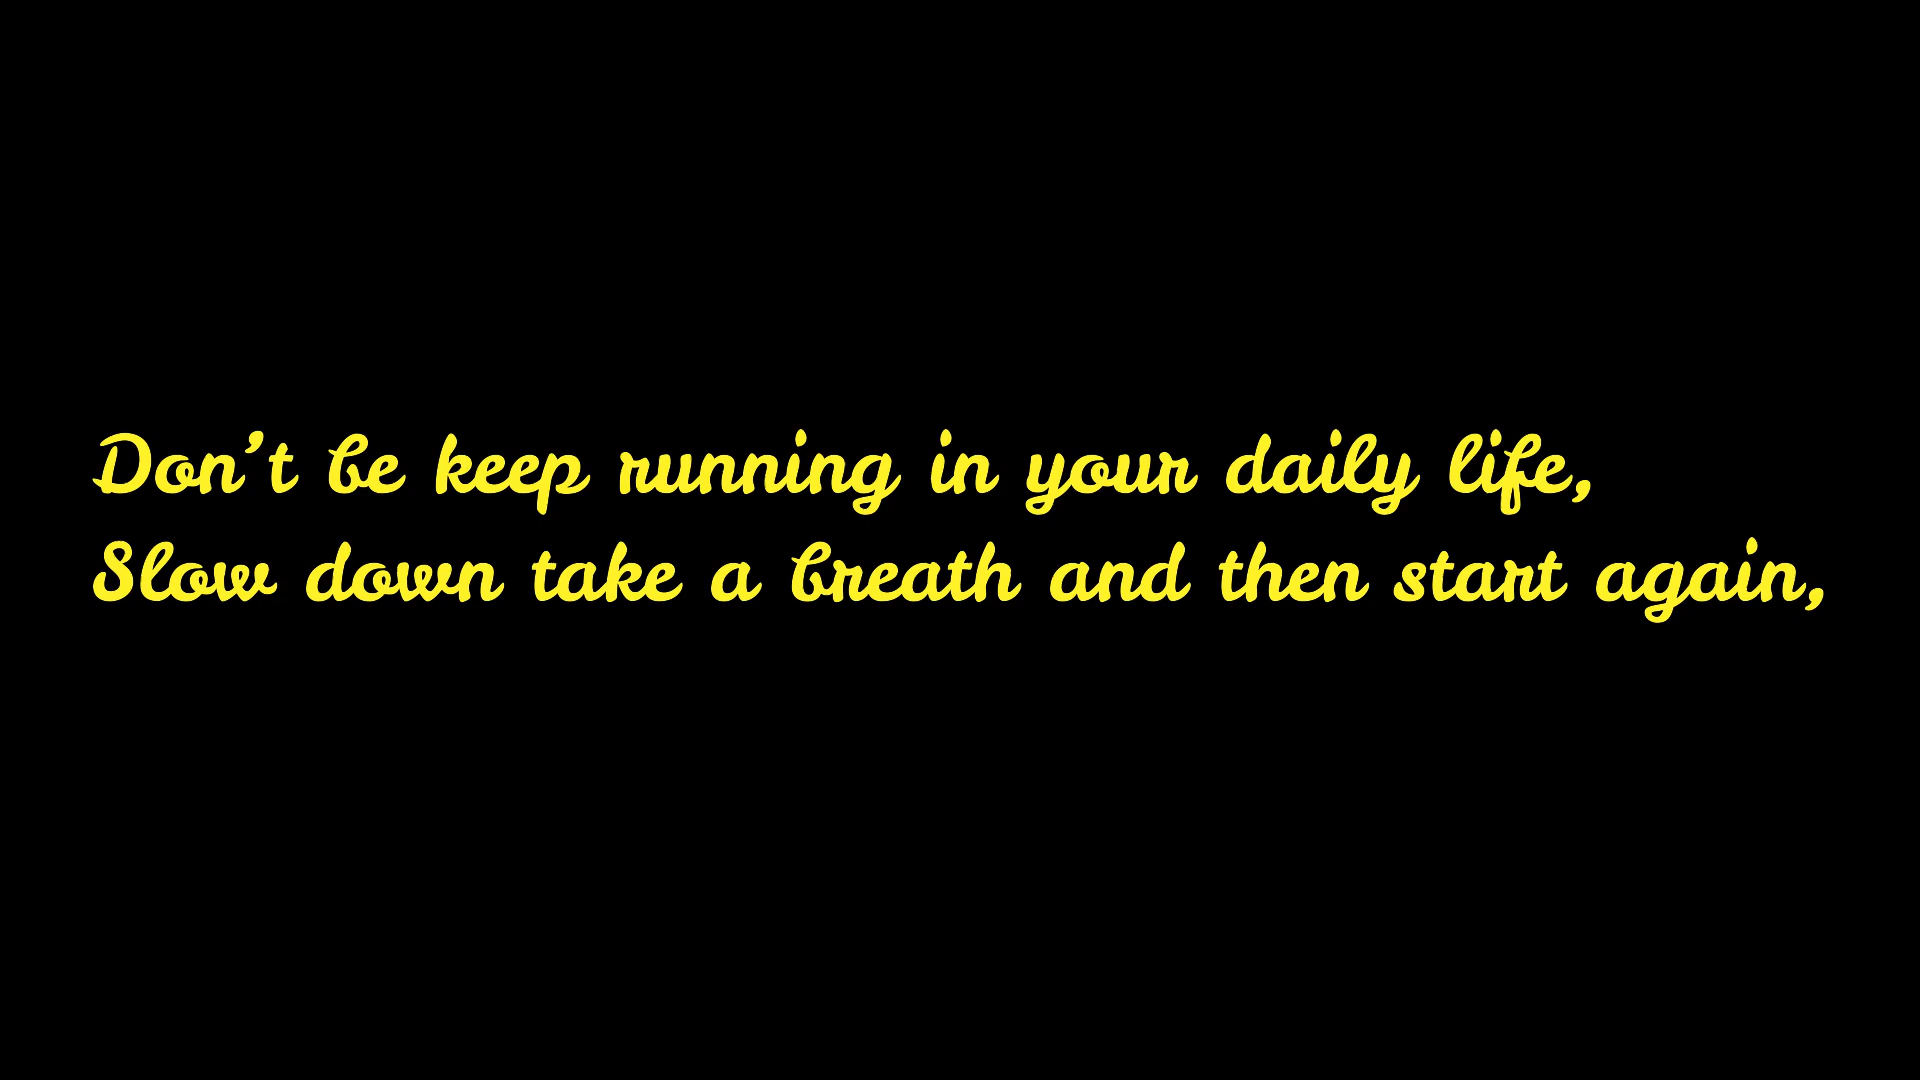 Don’t be keep running in your daily life,
Slow down take a breath and then start again,